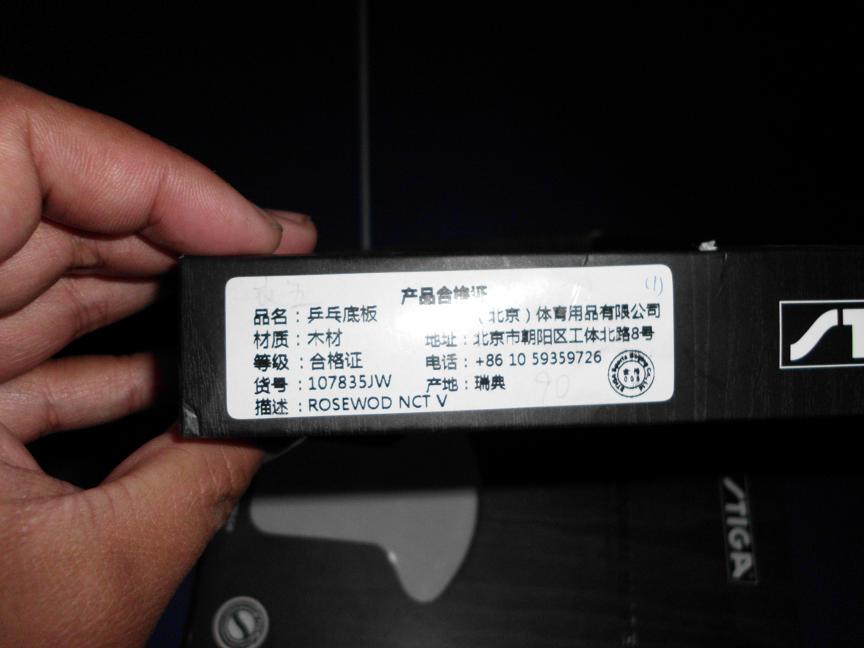 产品合格证
(1)
品名：乒乓底板
（北京）体育用品有限公司
材质：木材
地址：北京市朝阳区工体北路8号
等级：合格证
电话：+86 10 59359726
货号：107835JW
产地：瑞典
90
描述：ROSEWOD NCT V
STIGA